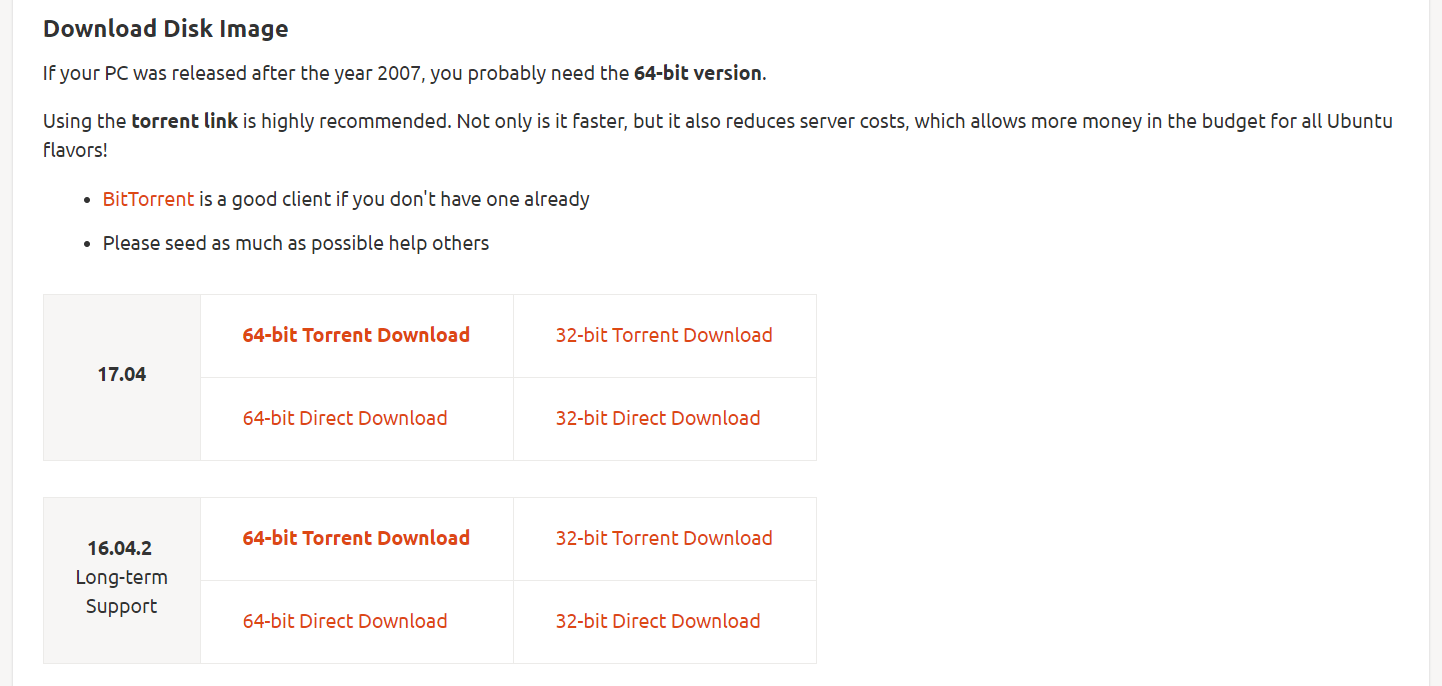 Download Disk Image
If your PC was released after the year 2007, you probably need the 64-bit version.
Using the torrent link is highly recommended. Not only is it faster, but it also reduces server costs, which allows more money in the budget for all Ubuntu
flavors!
• BitTorrent is a good client if you don't have one already
• Please seed as much as possible help others
17.04
64-bit Torrent Download
32-bit Torrent Download
64-bit Direct Download
32-bit Direct Download
16.04.2
Long-term
Support
64-bit Torrent Download
32-bit Torrent Download
64-bit Direct Download
32-bit Direct Download